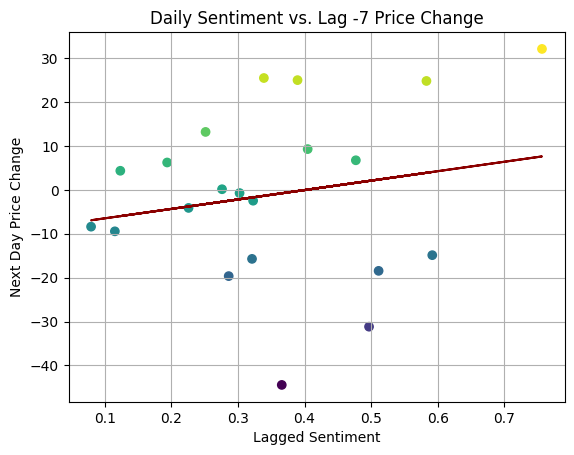 Daily Sentiment vs. Lag -7 Price Change
Next Day Price Change
30
20
10
0
−10
−20
−30
−40
0.1 0.2 0.3 0.4 0.5 0.6 0.7
Lagged Sentiment